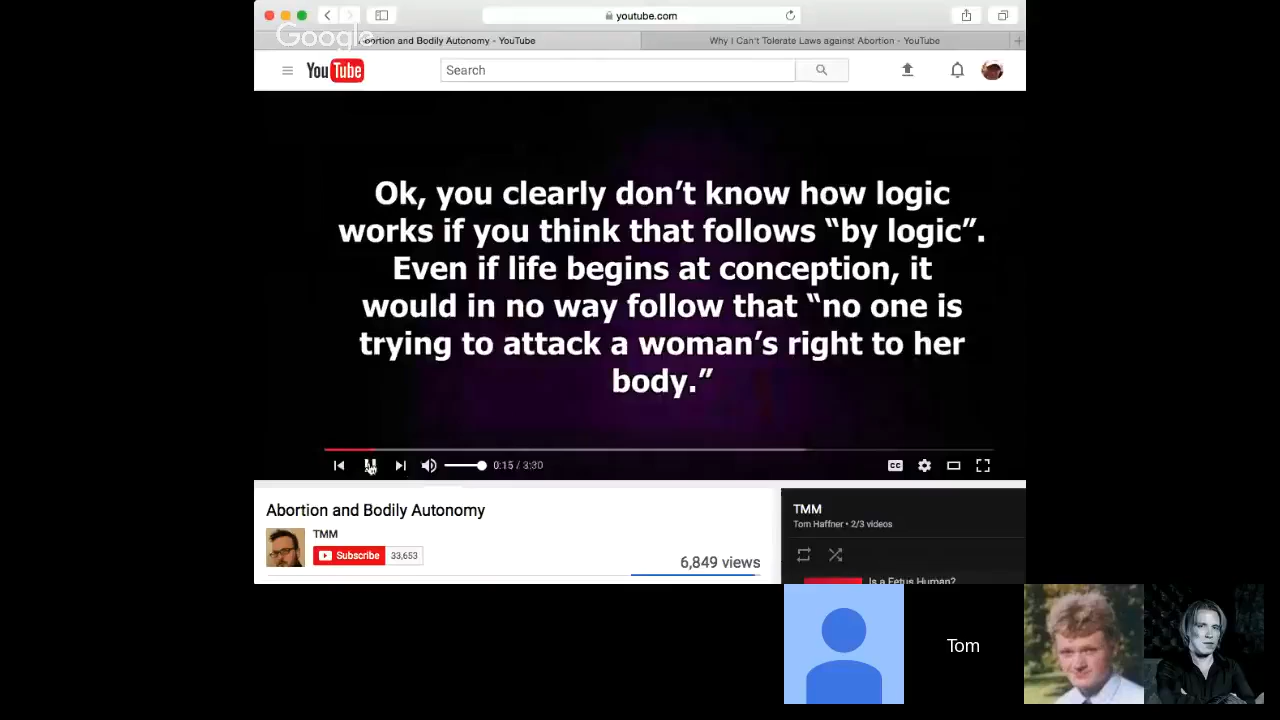 youtube.com
Google
bortion and Bodily Autonomy - YouTube
Why I Can't Tolerate Laws against Abortion - YouTube
YouTube
Search
Ok, you clearly don’t know how logic
works if you think that follows “by logic”.
Even if life begins at conception, it
would in no way follow that “no one is
trying to attack a woman’s right to her
body.”
0:15 / 3:30
CC
Abortion and Bodily Autonomy
TMM
Subscribe 33,653
6,849 views
TMM
Tom Haffner • 2/3 videos
Is a Fetus Human?
Tom